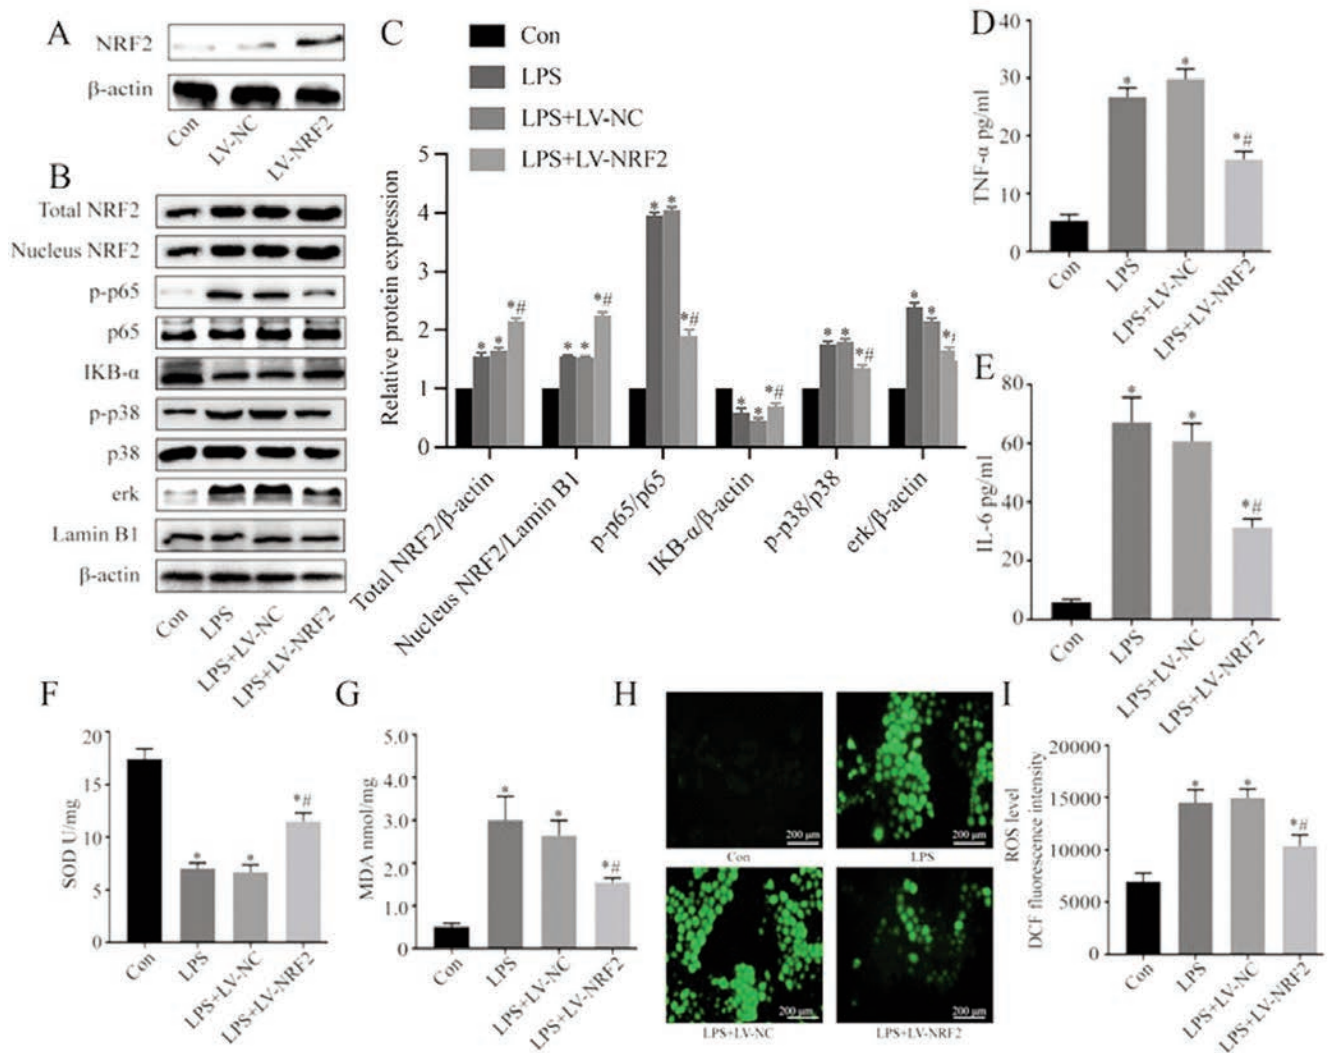 A
NRF2
β-actin
Con
LV-NC
LV-NRF2
B
Total NRF2
Nucleus NRF2
p-p65
p65
IKB-α
p-p38
p38
erk
Lamin B1
β-actin
Con
LPS
LPS+LV-NC
LPS+LV-NRF2
C
Con
LPS
LPS+LV-NC
LPS+LV-NRF2
Relative protein expression
5
4
3
2
1
0
* * *#
* * *#
* * *#
* * *#
* * *#
* * *#
Total NRF2/β-actin
Nucleus NRF2/Lamin B1
p-p65/p65
IKB-α/β-actin
p-p38/p38
erk/β-actin
D
TNF-α pg/ml
40
30
20
10
0
* * *#
Con
LPS
LPS+LV-NC
LPS+LV-NRF2
E
IL-6 pg/ml
80
60
40
20
0
* * *#
Con
LPS
LPS+LV-NC
LPS+LV-NRF2
F
SOD U/mg
20
15
10
5
0
* * *#
Con
LPS
LPS+LV-NC
LPS+LV-NRF2
G
MDA nmol/mg
5.0
4.0
3.0
2.0
1.0
0
* * *#
Con
LPS
LPS+LV-NC
LPS+LV-NRF2
H
200 μm
Con
200 μm
LPS
200 μm
LPS+LV-NC
200 μm
LPS+LV-NRF2
I
ROS level
DCF fluorescence intensity
20000
15000
10000
5000
0
* * *#
Con
LPS
LPS+LV-NC
LPS+LV-NRF2